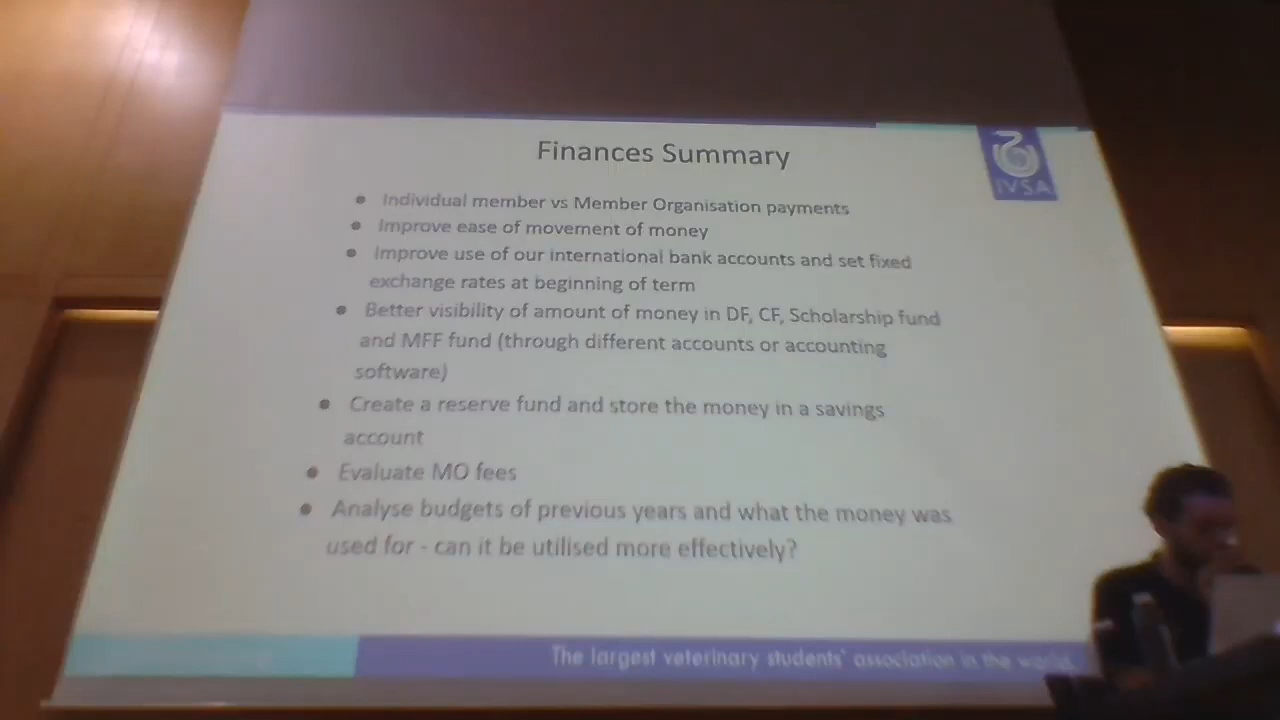 Finances Summary
IVSA
● Individual member vs Member Organisation payments
● Improve ease of movement of money
● Improve use of our international bank accounts and set fixed
exchange rates at beginning of term
● Better visibility of amount of money in DF, CF, Scholarship fund
and MFF fund (through different accounts or accounting
software)
● Create a reserve fund and store the money in a savings
account
● Evaluate MO fees
● Analyse budgets of previous years and what the money was
used for - can it be utilised more effectively?
The largest veterinary students' association in the world